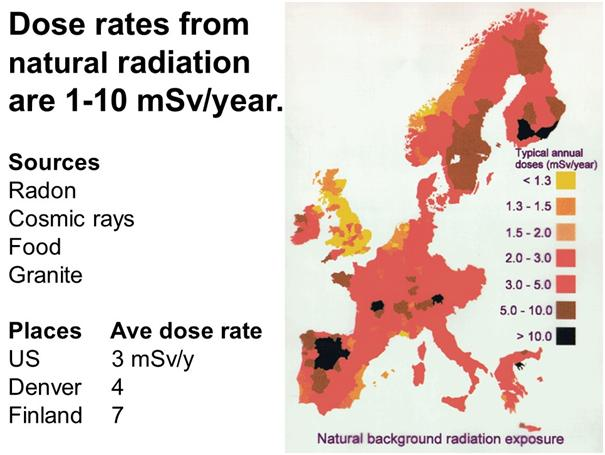 Dose rates from
natural radiation
are 1-10 mSv/year.
Sources
Radon
Cosmic rays
Food
Granite
Places Ave dose rate
US 3 mSv/y
Denver 4
Finland 7
Typical annual
doses (mSv/year)
< 1.3
1.3 - 1.5
1.5 - 2.0
2.0 - 3.0
3.0 - 5.0
5.0 - 10.0
> 10.0
Natural background radiation exposure